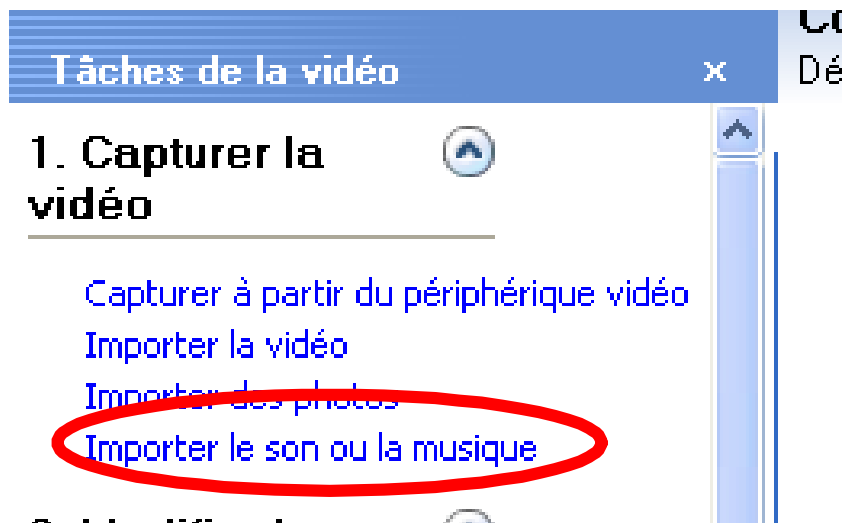 Tâches de la vidéo
Dé
1. Capturer la
vidéo
Capturer à partir du périphérique vidéo
Importer la vidéo
Importer des photos
Importer le son ou la musique